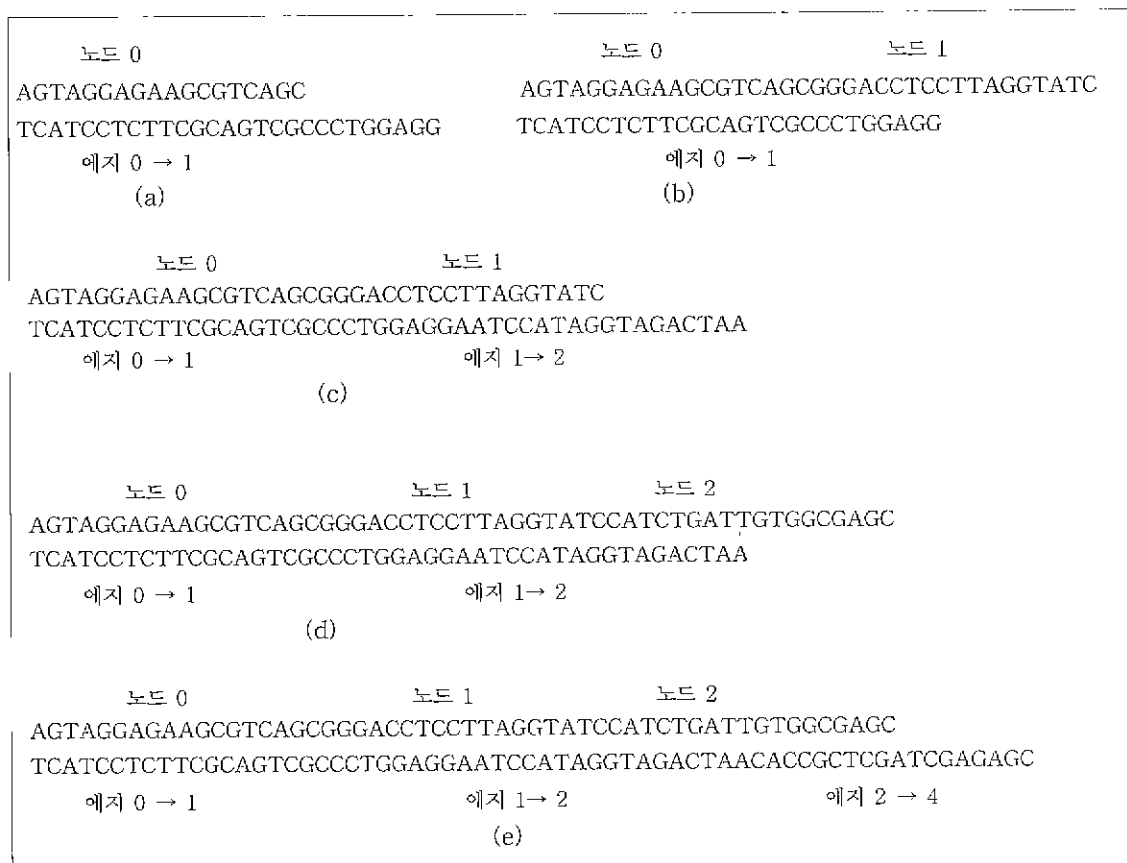 노드 0
AGTAGGAGAAGCGTCAGC
TCATCCTCTTCGCAGTCGCCCTGGAGG
에지 0 → 1
(a)
노드 0 노드 1
AGTAGGAGAAGCGTCAGCGGGACCTCCTTAGGTATC
TCATCCTCTTCGCAGTCGCCCTGGAGG
에지 0 → 1
(b)
노드 0 노드 1
AGTAGGAGAAGCGTCAGCGGGACCTCCTTAGGTATC
TCATCCTCTTCGCAGTCGCCCTGGAGGAATCCATAGGTAGACTAA
에지 0 → 1 에지 1→ 2
(c)
노드 0 노드 1 노드 2
AGTAGGAGAAGCGTCAGCGGGACCTCCTTAGGTATCCATCTGATTGTGGCGAGC
TCATCCTCTTCGCAGTCGCCCTGGAGGAATCCATAGGTAGACTAA
에지 0 → 1 에지 1→ 2
(d)
노드 0 노드 1 노드 2
AGTAGGAGAAGCGTCAGCGGGACCTCCTTAGGTATCCATCTGATTGTGGCGAGC
TCATCCTCTTCGCAGTCGCCCTGGAGGAATCCATAGGTAGACTAACACCGCTCGATCGAGAGC
에지 0 → 1 에지 1→ 2 에지 2 → 4
(e)